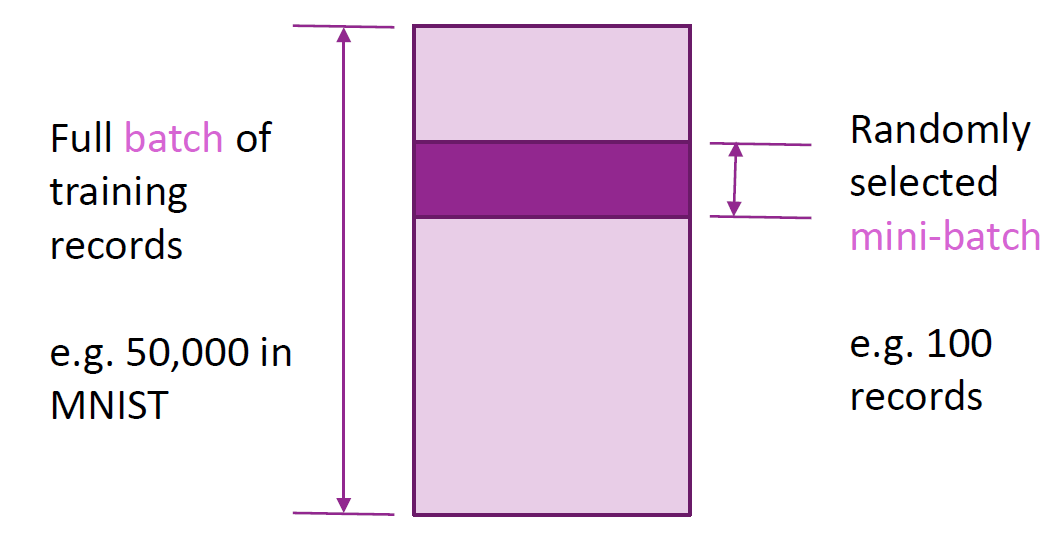 Full batch of
training
records
e.g. 50,000 in
MNIST
Randomly
selected
mini-batch
e.g. 100
records